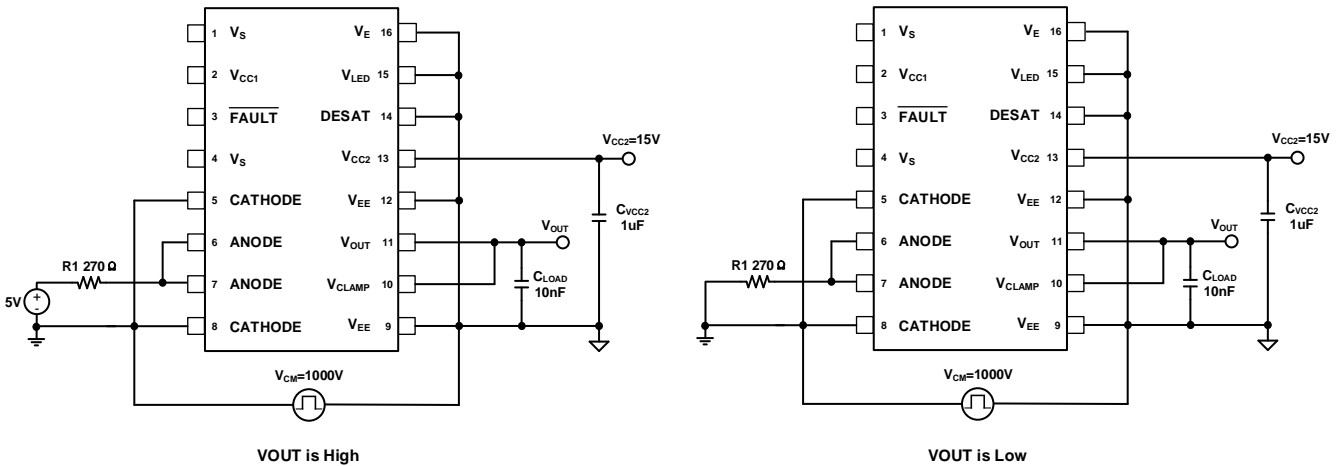 1 VS VE 16
2 VCC1 VLED 15
3 FAULT DESAT 14
4 VS VCC2 13
5 CATHODE VEE 12
6 ANODE VOUT 11
7 ANODE VCLAMP 10
8 CATHODE VEE 9
VCC2=15V
CVCC2
1uF
VOUT
CLOAD
10nF
R1 270 Ω
5V
+
-
VCM=1000V
VOUT is High
1 VS VE 16
2 VCC1 VLED 15
3 FAULT DESAT 14
4 VS VCC2 13
5 CATHODE VEE 12
6 ANODE VOUT 11
7 ANODE VCLAMP 10
8 CATHODE VEE 9
VCC2=15V
CVCC2
1uF
VOUT
CLOAD
10nF
R1 270 Ω
VCM=1000V
VOUT is Low